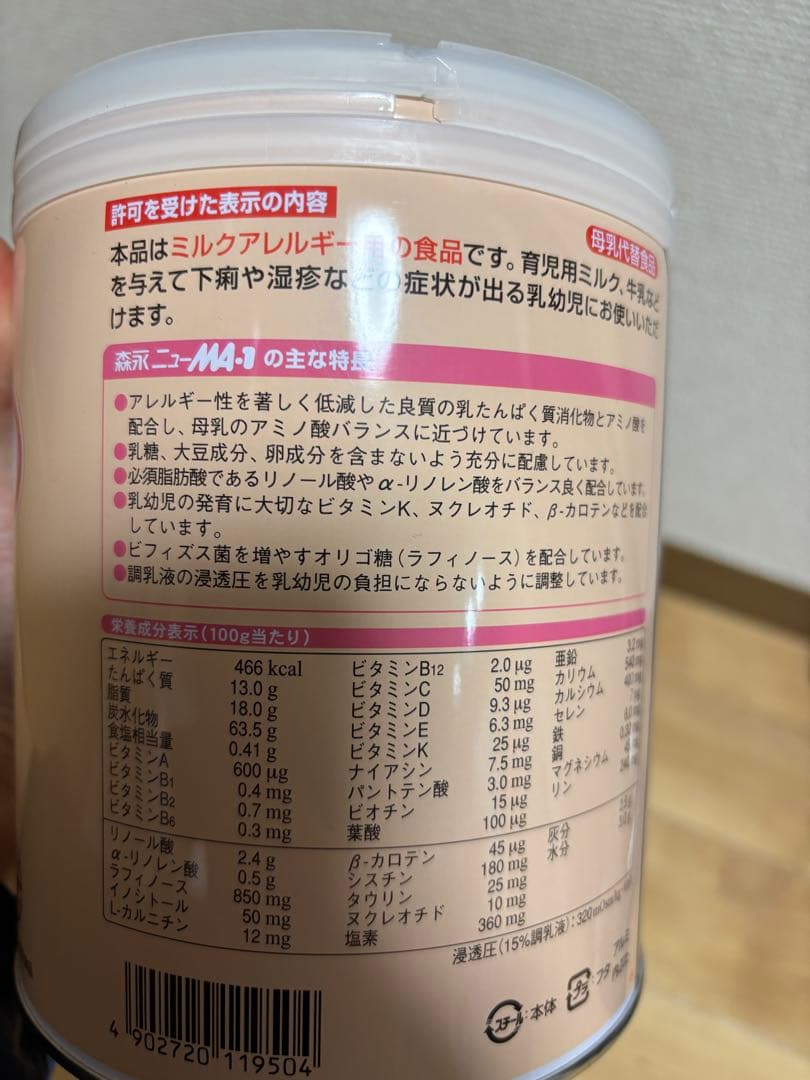 許可を受けた表示の内容
母乳代替食品
本品はミルクアレルギー用の食品です。育児用ミルク、牛乳など
を与えて下痢や湿疹などの症状が出る乳幼児にお使いいただ
けます。
森永ニューMA・1の主な特長
●アレルギー性を著しく低減した良質の乳たんぱく質消化物とアミノ酸を
配合し、母乳のアミノ酸バランスに近づけています。
●乳糖、大豆成分、卵成分を含まないよう充分に配慮しています。
●必須脂肪酸であるリノール酸やα-リノレン酸をバランス良く配合しています。
●乳幼児の発育に大切なビタミンK、ヌクレオチド、β-カロテンなどを配合
しています。
●ビフィズス菌を増やすオリゴ糖(ラフィノース)を配合しています。
●調乳液の浸透圧を乳幼児の負担にならないように調整しています。
栄養成分表示(100g当たり)
エネルギー 466 kcal
たんぱく質 13.0 g
脂質 18.0 g
炭水化物 63.5 g
食塩相当量 0.41 g
ビタミンA 600 μg
ビタミンB1 0.4 mg
ビタミンB2 0.7 mg
ビタミンB6 0.3 mg
ビタミンB12 2.0 μg
ビタミンC 50 mg
ビタミンD 9.3 μg
ビタミンE 6.3 mg
ビタミンK 25 μg
ナイアシン 7.5 mg
パントテン酸 3.0 mg
ビオチン 15 μg
葉酸 100 μg
亜鉛 3.2 mg
カリウム 540 mg
カルシウム
セレン
鉄
銅
マグネシウム
リン
リノール酸 2.4 g
α-リノレン酸 0.5 g
ラフィノース 850 mg
イノシトール 50 mg
L-カルニチン 12 mg
β-カロテン 45 μg
シスチン 180 mg
タウリン 25 mg
ヌクレオチド 10 mg
塩素 360 mg
灰分
水分
浸透圧(15%調乳液):320
スチール:本体
プラ:フタ
4 902720 119504